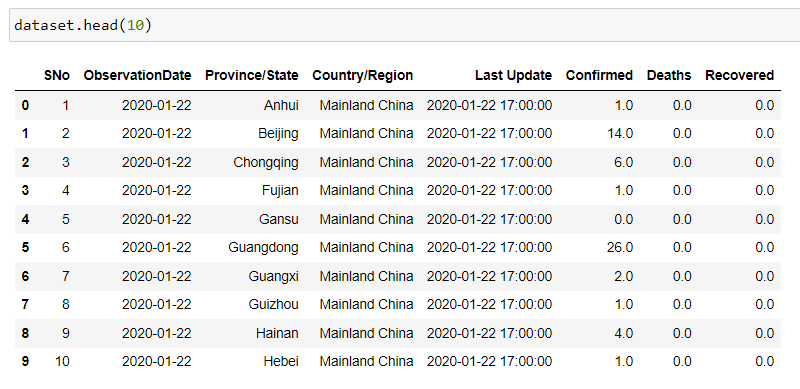 dataset.head(10)
SNo ObservationDate Province/State Country/Region Last Update Confirmed Deaths Recovered
0 1 2020-01-22 Anhui Mainland China 2020-01-22 17:00:00 1.0 0.0 0.0
1 2 2020-01-22 Beijing Mainland China 2020-01-22 17:00:00 14.0 0.0 0.0
2 3 2020-01-22 Chongqing Mainland China 2020-01-22 17:00:00 6.0 0.0 0.0
3 4 2020-01-22 Fujian Mainland China 2020-01-22 17:00:00 1.0 0.0 0.0
4 5 2020-01-22 Gansu Mainland China 2020-01-22 17:00:00 0.0 0.0 0.0
5 6 2020-01-22 Guangdong Mainland China 2020-01-22 17:00:00 26.0 0.0 0.0
6 7 2020-01-22 Guangxi Mainland China 2020-01-22 17:00:00 2.0 0.0 0.0
7 8 2020-01-22 Guizhou Mainland China 2020-01-22 17:00:00 1.0 0.0 0.0
8 9 2020-01-22 Hainan Mainland China 2020-01-22 17:00:00 4.0 0.0 0.0
9 10 2020-01-22 Hebei Mainland China 2020-01-22 17:00:00 1.0 0.0 0.0